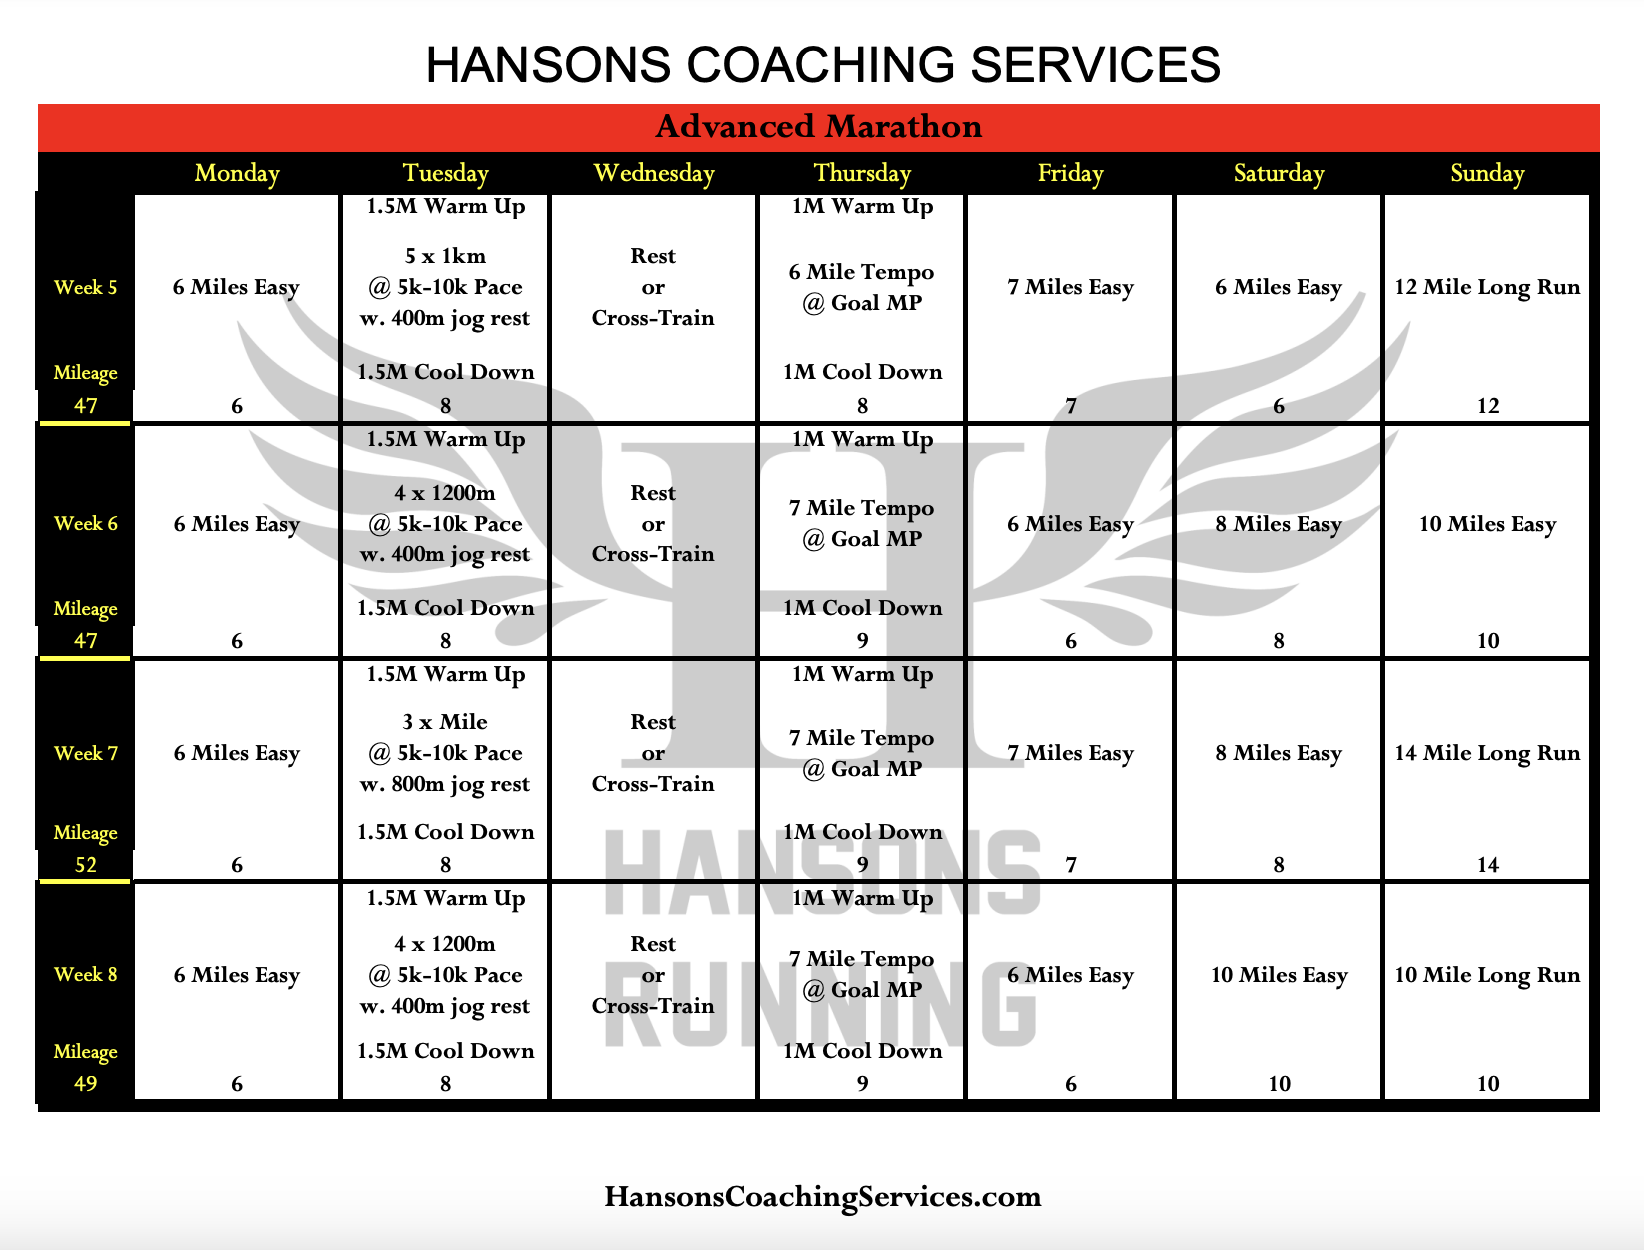 HANSONS COACHING SERVICES
Advanced Marathon
Monday Tuesday Wednesday Thursday Friday Saturday Sunday
1.5M Warm Up 1M Warm Up
5 x 1km Rest
6 Mile Tempo
Week 5 6 Miles Easy @ 5k-10k Pace or 7 Miles Easy 6 Miles Easy 12 Mile Long Run
@ Goal MP
w. 400m jog rest Cross-Train
Mileage 1.5M Cool Down 1M Cool Down
47 6 8 8 7 6 12
1.5M Warm Up 1M Warm Up
4 x 1200m Rest
7 Mile Tempo
Week 6 6 Miles Easy @ 5k-10k Pace or 6 Miles Easy 8 Miles Easy 10 Miles Easy
@ Goal MP
w. 400m jog rest Cross-Train
Mileage 1.5M Cool Down 1M Cool Down
47 6 8 9 6 8 10
1.5M Warm Up 1M Warm Up
3 x Mile Rest
7 Mile Tempo
Week 7 6 Miles Easy @ 5k-10k Pace or 7 Miles Easy 8 Miles Easy 14 Mile Long Run
@ Goal MP
w. 800m jog rest Cross-Train
Mileage 1.5M Cool Down 1M Cool Down
52 6 8 9 7 8 14
HANSONS
1.5M Warm Up 1M Warm Up
4 x 1200m Rest
7 Mile Tempo
Week 8 6 Miles Easy @ 5k-10k Pace or 6 Miles Easy 10 Miles Easy 10 Mile Long Run
@ Goal MP
w. 400m jog rest Cross-Train
RUNNING
Mileage 1.5M Cool Down 1M Cool Down
49 6 8 9 6 10 10
HansonsCoachingServices.com